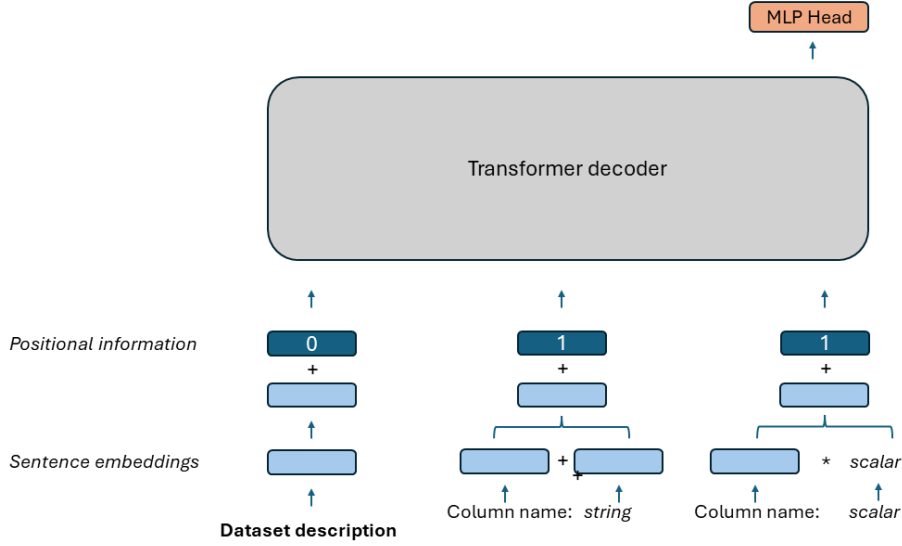 MLP Head
Transformer decoder
Positional information 0 1 1
+ + +
Sentence embeddings + + * scalar
Column name: string Column name: scalar
Dataset description